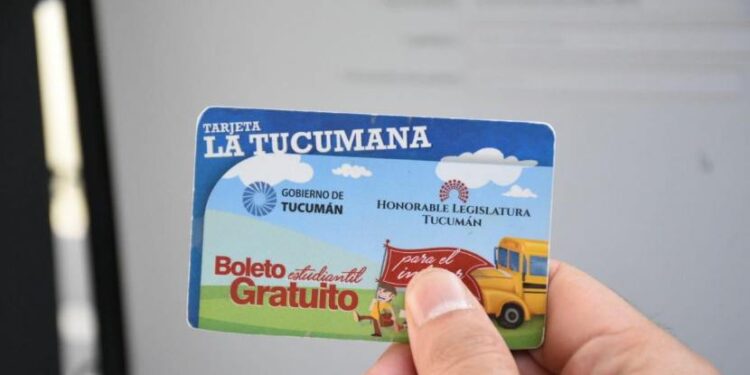 TARJETA
LA TUCUMANA
GOBIERNO DE
TUCUMÁN
HONORABLE LEGISLATURA
TUCUMÁN
Boleto estudiantil
Gratuito
para el